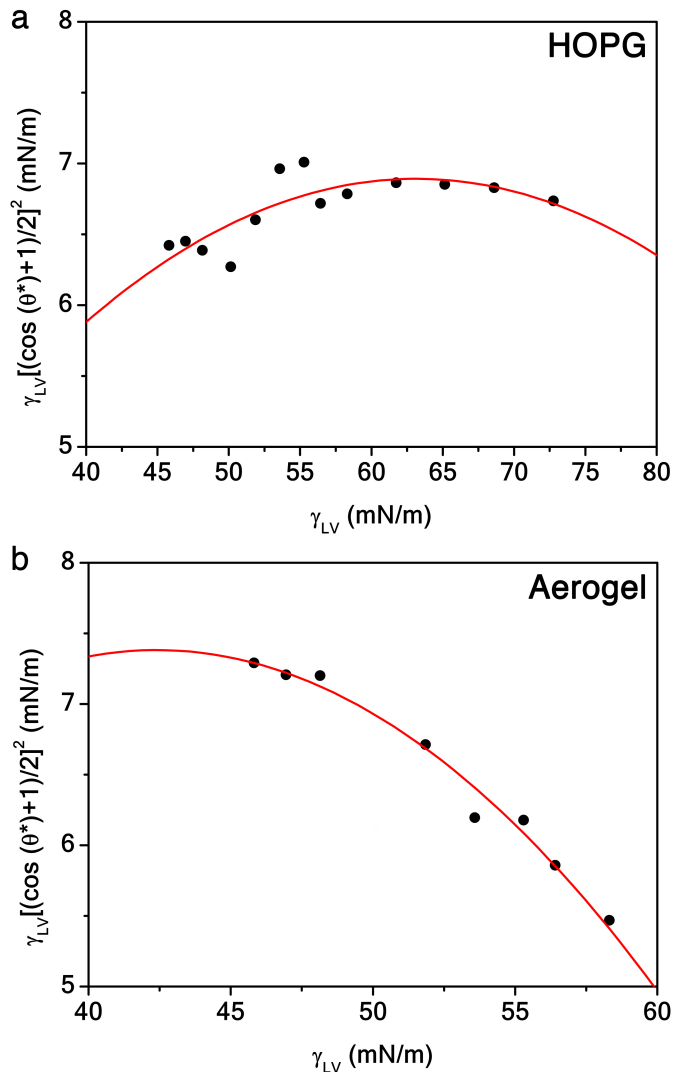 a
HOPG
8
7
6
5
γLV[(cos (θ*)+1)/2]² (mN/m)
40 45 50 55 60 65 70 75 80
γLV (mN/m)
b
Aerogel
8
7
6
5
γLV[(cos (θ*)+1)/2]² (mN/m)
40 45 50 55 60
γLV (mN/m)